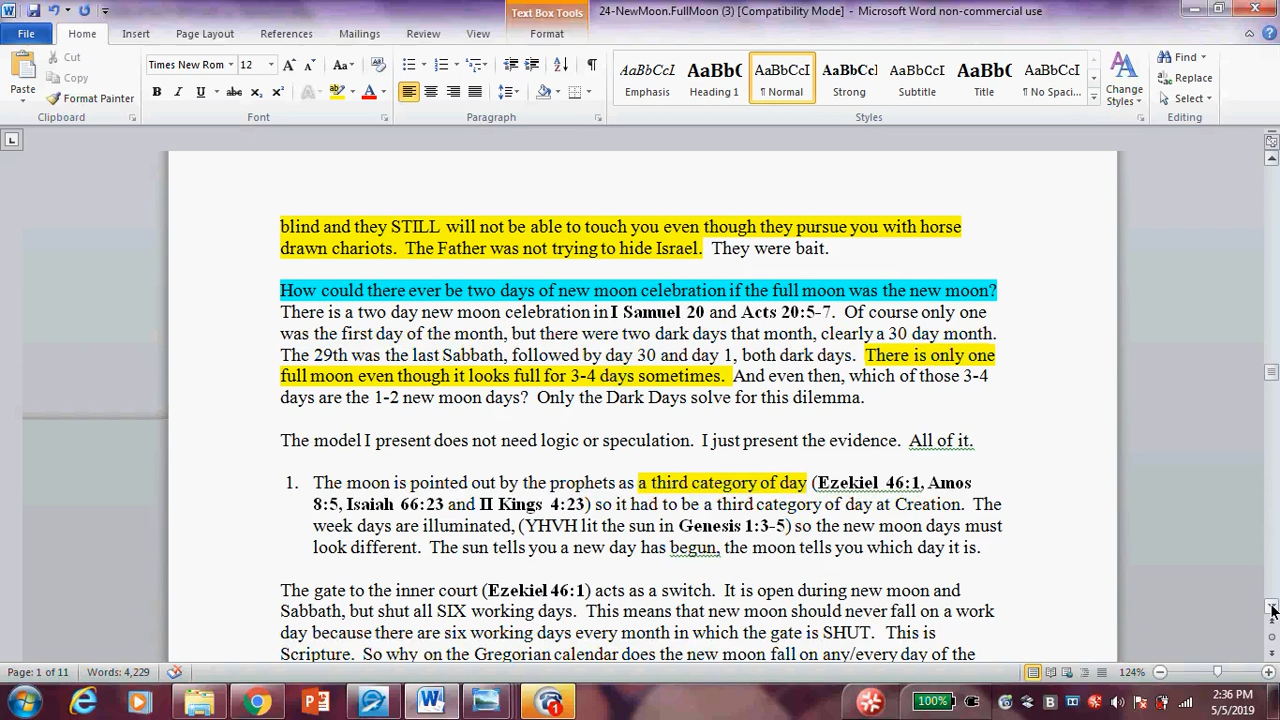 24-NewMoon.FullMoon (3) [Compatibility Mode] – Microsoft Word non-commercial use
Text Box Tools
File Home Insert Page Layout References Mailings Review View Format
Cut
Copy
Format Painter
Paste
Clipboard
Times New Rom 12
Font
Paragraph
AaBbCcI AaBb( AaBbCcI AaBbCcI AaBbCcI AaBb( AaBbCcI
Emphasis Heading 1 ¶ Normal Strong Subtitle Title ¶ No Spaci...
Change Styles
Styles
Find
Replace
Select
Editing
blind and they STILL will not be able to touch you even though they pursue you with horse
drawn chariots. The Father was not trying to hide Israel. They were bait.
How could there ever be two days of new moon celebration if the full moon was the new moon?
There is a two day new moon celebration in I Samuel 20 and Acts 20:5-7. Of course only one
was the first day of the month, but there were two dark days that month, clearly a 30 day month.
The 29th was the last Sabbath, followed by day 30 and day 1, both dark days. There is only one
full moon even though it looks full for 3-4 days sometimes. And even then, which of those 3-4
days are the 1-2 new moon days? Only the Dark Days solve for this dilemma.
The model I present does not need logic or speculation. I just present the evidence. All of it.
1. The moon is pointed out by the prophets as a third category of day (Ezekiel 46:1, Amos
8:5, Isaiah 66:23 and II Kings 4:23) so it had to be a third category of day at Creation. The
week days are illuminated, (YHVH lit the sun in Genesis 1:3-5) so the new moon days must
look different. The sun tells you a new day has begun, the moon tells you which day it is.
The gate to the inner court (Ezekiel 46:1) acts as a switch. It is open during new moon and
Sabbath, but shut all SIX working days. This means that new moon should never fall on a work
day because there are six working days every month in which the gate is SHUT. This is
Scripture. So why on the Gregorian calendar does the new moon fall on any/every day of the
Page: 1 of 11 Words: 4,229 124%
100%
2:36 PM
5/5/2019